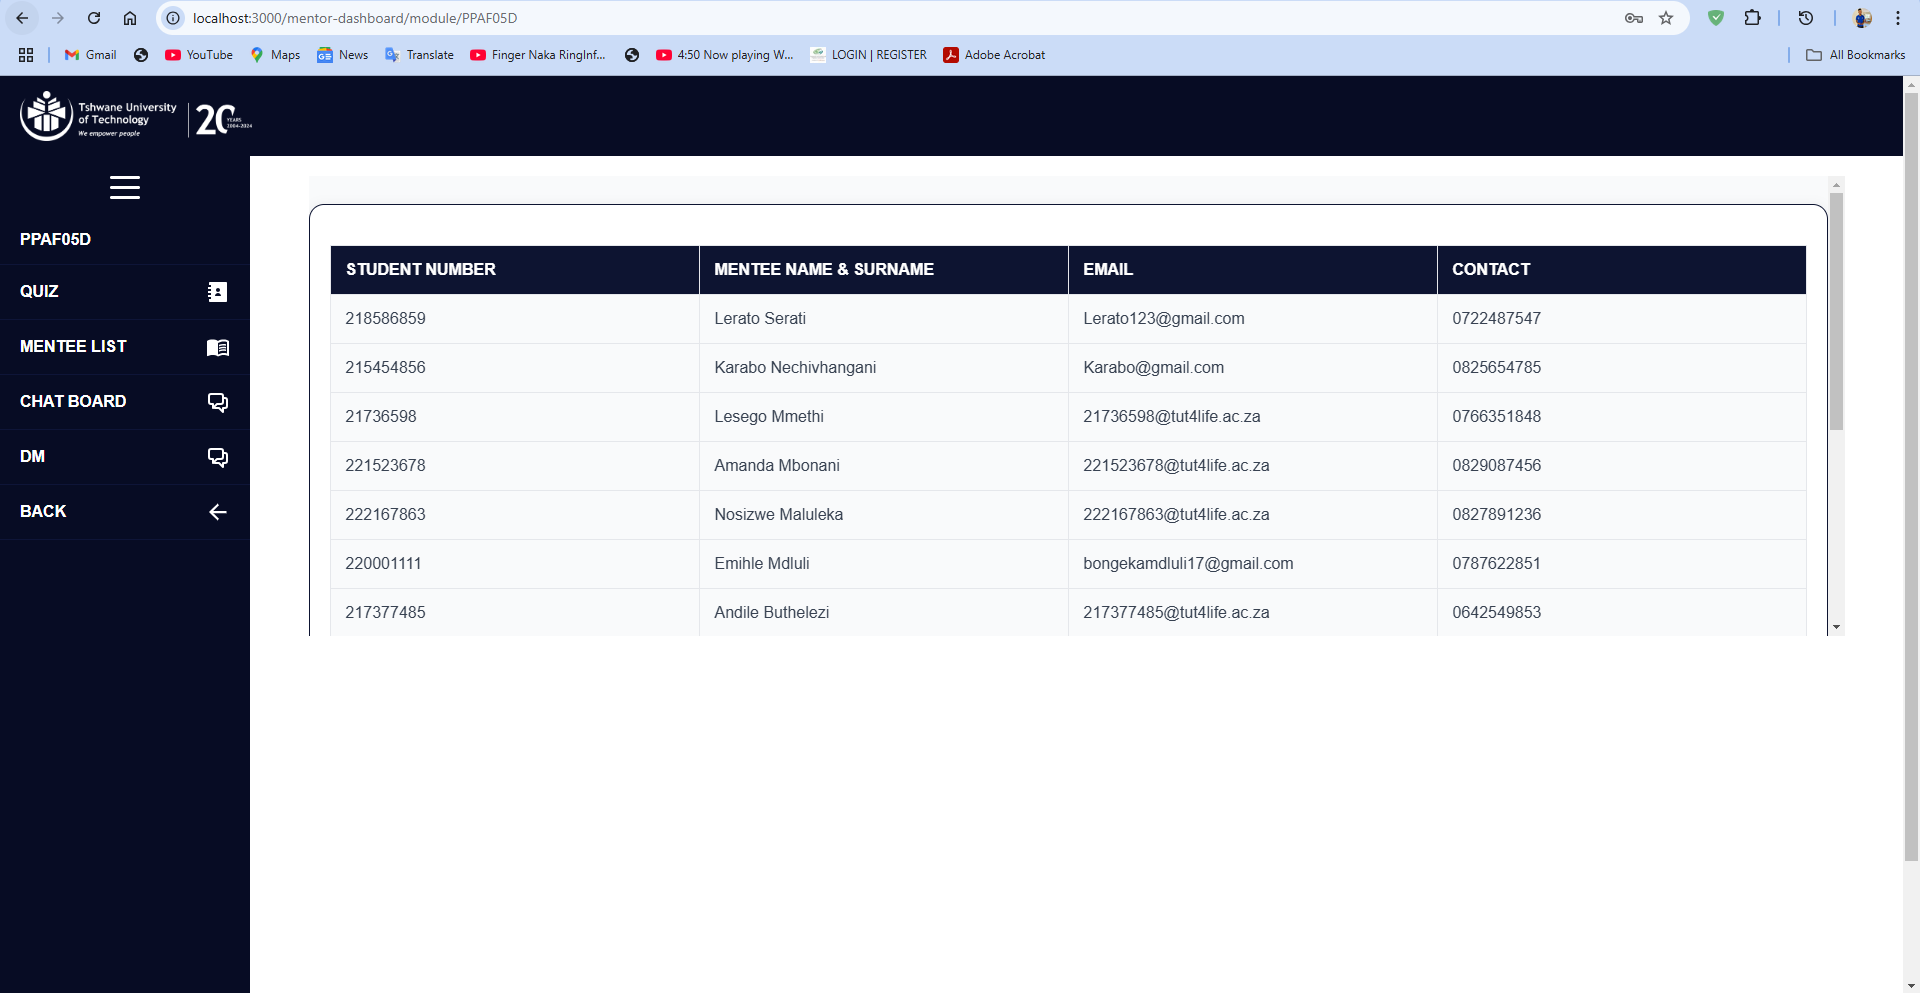 localhost:3000/mentor-dashboard/module/PPAF05D
Gmail YouTube Maps News Translate Finger Naka RingInf... 4:50 Now playing W... LOGIN | REGISTER Adobe Acrobat All Bookmarks
Tshwane University
of Technology
We empower people
20
YEARS
2004-2024
PPAF05D
QUIZ
MENTEE LIST
CHAT BOARD
DM
BACK
STUDENT NUMBER MENTEE NAME & SURNAME EMAIL CONTACT
218586859 Lerato Serati Lerato123@gmail.com 0722487547
215454856 Karabo Nechivhangani Karabo@gmail.com 0825654785
21736598 Lesego Mmethi 21736598@tut4life.ac.za 0766351848
221523678 Amanda Mbonani 221523678@tut4life.ac.za 0829087456
222167863 Nosizwe Maluleka 222167863@tut4life.ac.za 0827891236
220001111 Emihle Mdluli bongekamdluli17@gmail.com 0787622851
217377485 Andile Buthelezi 217377485@tut4life.ac.za 0642549853